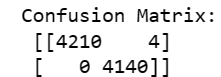 Confusion Matrix:
[[4210    4]
[   0 4140]]